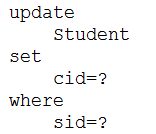 update
Student
set
cid=?
where
sid=?